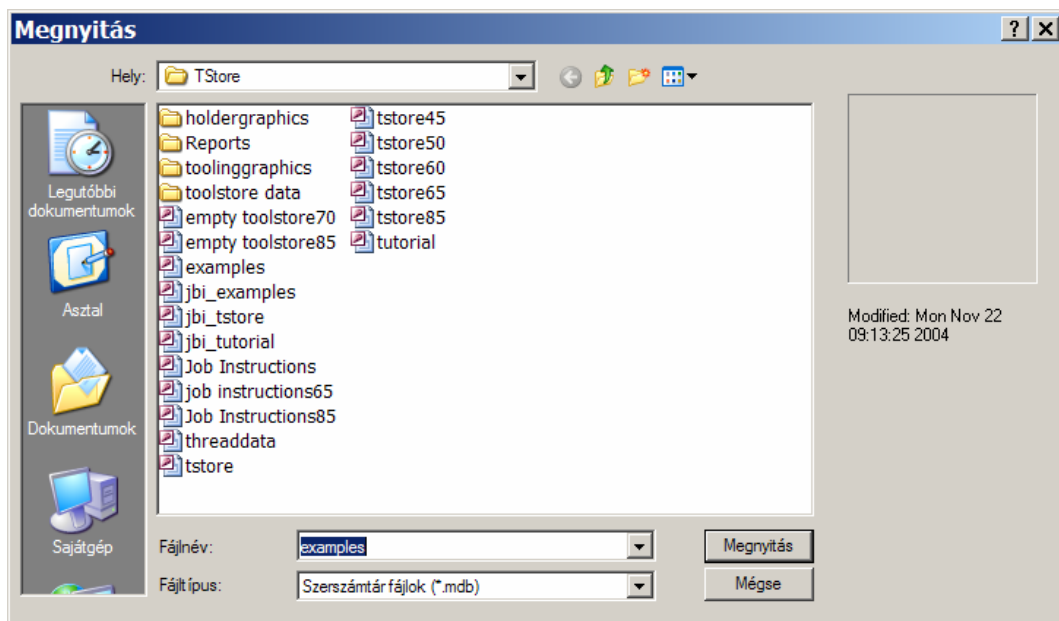 Megnyitás
Hely:
TStore
Legutóbbi
dokumentumok
Asztal
Dokumentumok
Sajátgép
holdergraphics
Reports
toolinggraphics
toolstore data
empty toolstore70
empty toolstore85
examples
jbi_examples
jbi_tstore
jbi_tutorial
Job Instructions
job instructions65
Job Instructions85
threaddata
tstore
tstore45
tstore50
tstore60
tstore65
tstore85
tutorial
Modified: Mon Nov 22
09:13:25 2004
Fájlnév:
examples
Megnyitás
Fájltípus:
Szerszámtár fájlok (*.mdb)
Mégse